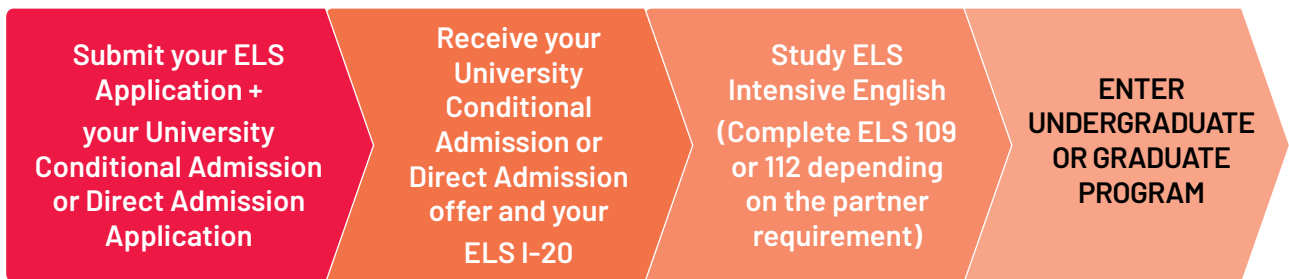 Submit your ELS
Application +
your University
Conditional Admission
or Direct Admission
Application
Receive your
University
Conditional
Admission or
Direct Admission
offer and your
ELS I-20
Study ELS
Intensive English
(Complete ELS 109
or 112 depending
on the partner
requirement)
ENTER
UNDERGRADUATE
OR GRADUATE
PROGRAM